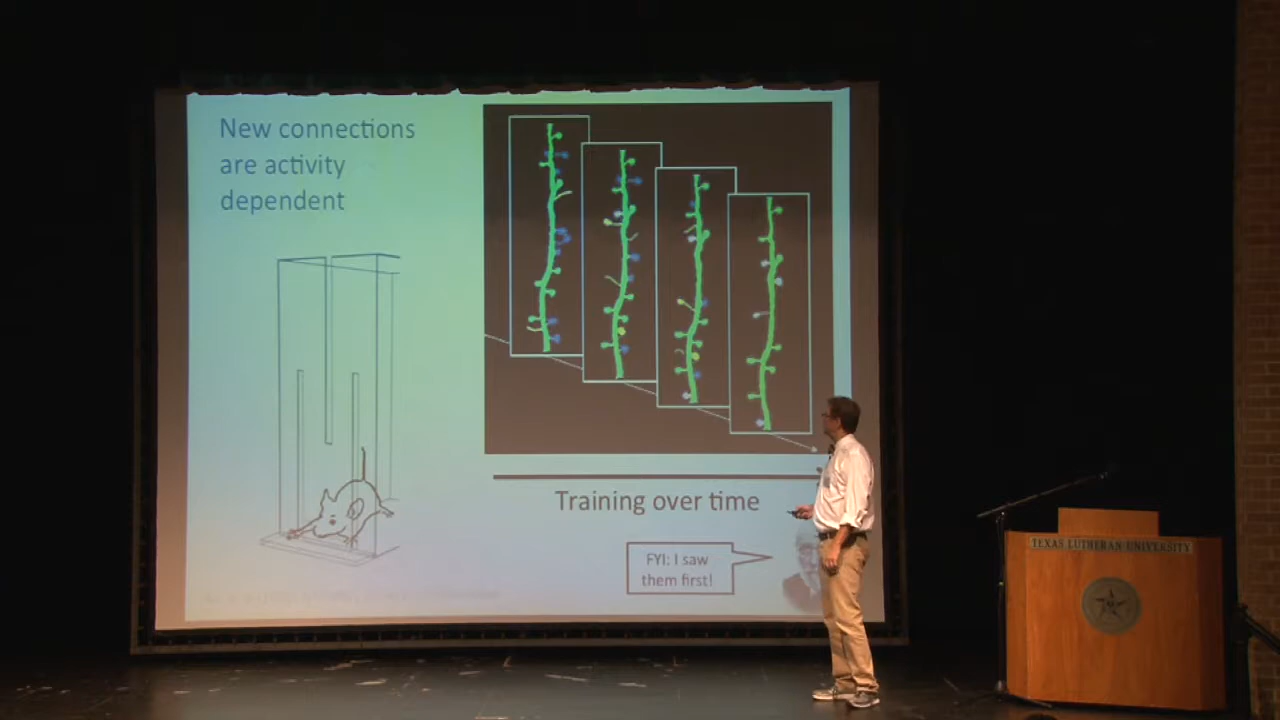 New connections
are activity
dependent
Training over time
FYI: I saw
them first!
TEXAS LUTHERAN UNIVERSITY